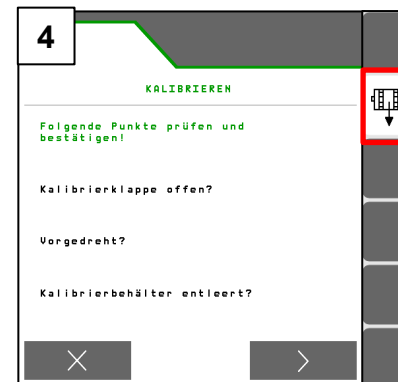 4
KALIBRIEREN
Folgende Punkte prüfen und
bestätigen!
Kalibrierklappe offen?
Vorgedreht?
Kalibrierbehälter entleert?